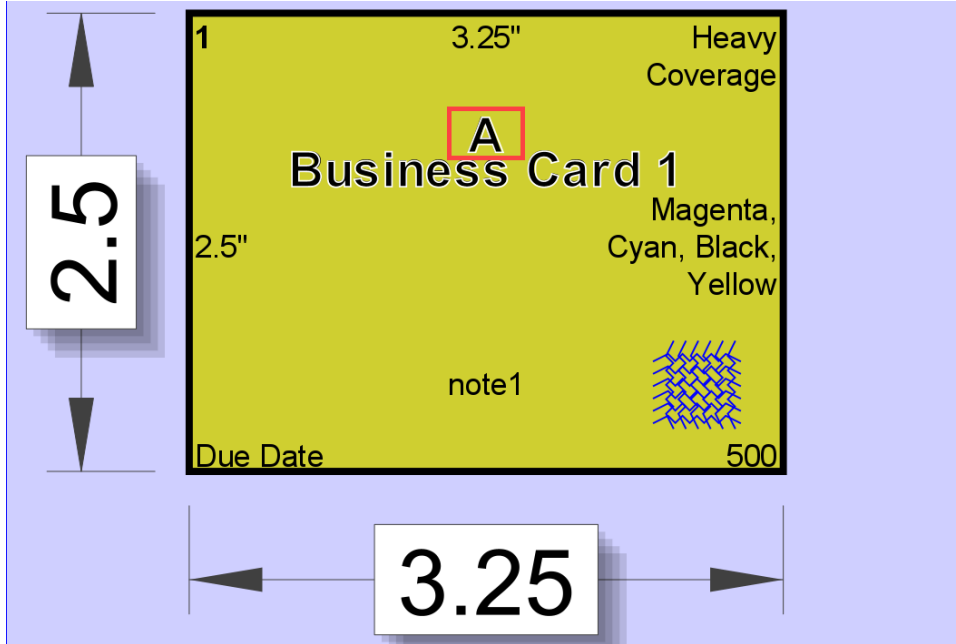 1
3.25"
Heavy
Coverage
A
Business Card 1
Magenta,
Cyan, Black,
Yellow
2.5"
note1
Due Date
500
2.5
3.25